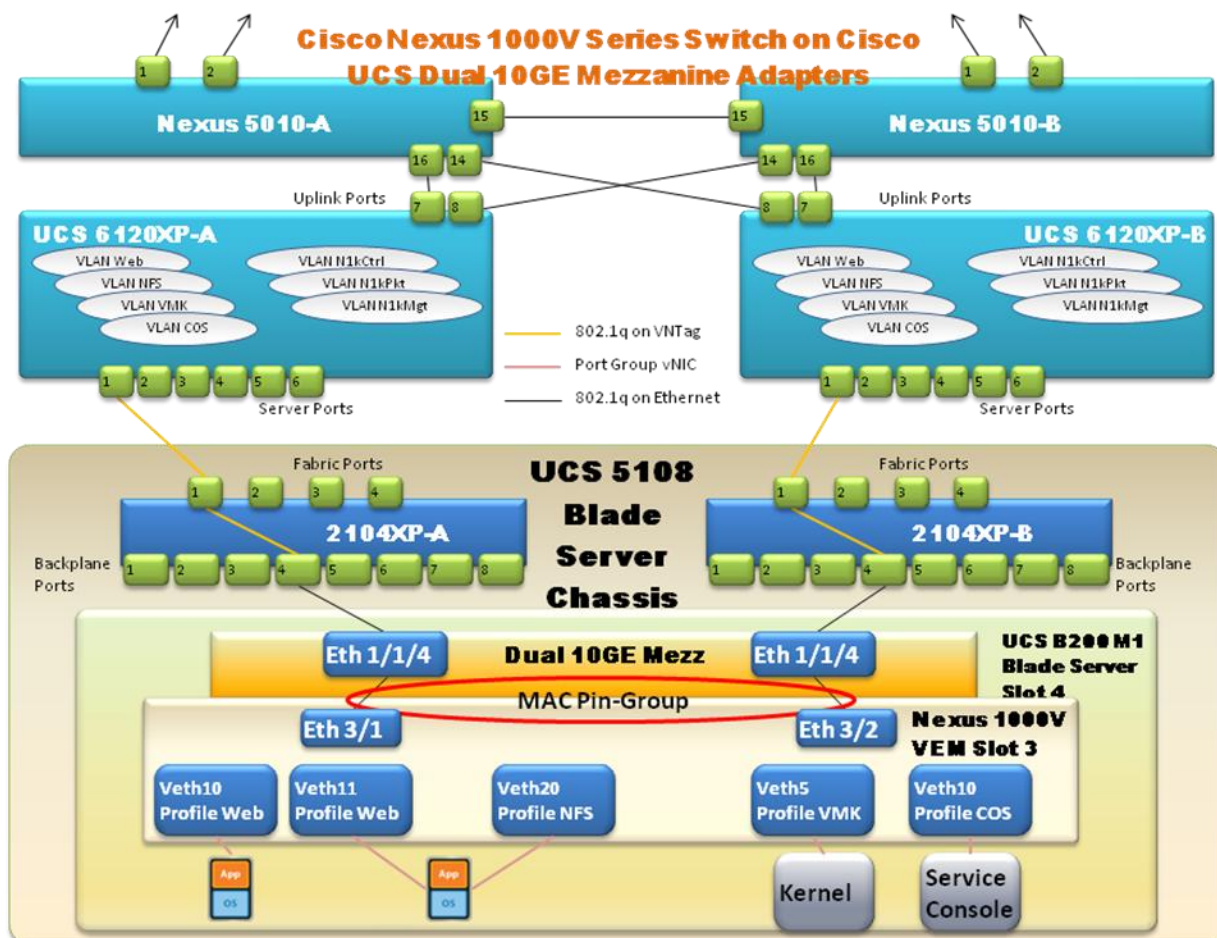 Cisco Nexus 1000V Series Switch on Cisco
UCS Dual 10GE Mezzanine Adapters
1
2
1
2
Nexus 5010-A
15
15
Nexus 5010-B
16
14
14
16
Uplink Ports
7
8
8
7
Uplink Ports
UCS 6120XP-A
VLAN Web
VLAN NFS
VLAN VMK
VLAN COS
VLAN N1kCtrl
VLAN N1kPkt
VLAN N1kMgt
UCS 6120XP-B
VLAN Web
VLAN NFS
VLAN VMK
VLAN COS
VLAN N1kCtrl
VLAN N1kPkt
VLAN N1kMgt
802.1q on VNTag
Port Group vNIC
802.1q on Ethernet
1
2
3
4
5
6
Server Ports
1
2
3
4
5
6
Server Ports
UCS 5108
Blade
Server
Chassis
Fabric Ports
1
2
3
4
2104XP-A
Backplane
Ports
1
2
3
4
5
6
7
8
Fabric Ports
1
2
3
4
2104XP-B
1
2
3
4
5
6
7
8
Backplane
Ports
Eth 1/1/4
Dual 10GE Mezz
Eth 1/1/4
UCS B200 M1
Blade Server
Slot 4
MAC Pin-Group
Eth 3/1
Eth 3/2
Nexus 1000V
VEM Slot 3
Veth10
Profile Web
Veth11
Profile Web
Veth20
Profile NFS
Veth5
Profile VMK
Veth10
Profile COS
App
OS
App
OS
Kernel
Service
Console